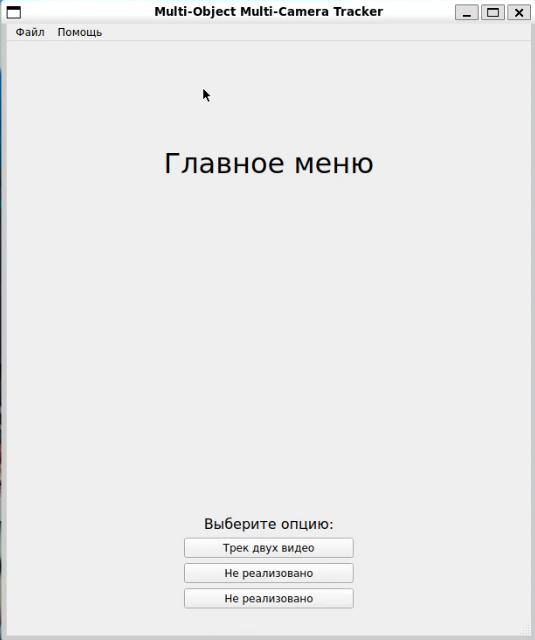 Multi-Object Multi-Camera Tracker
Файл Помощь
Главное меню
Выберите опцию:
Трек двух видео
Не реализовано
Не реализовано